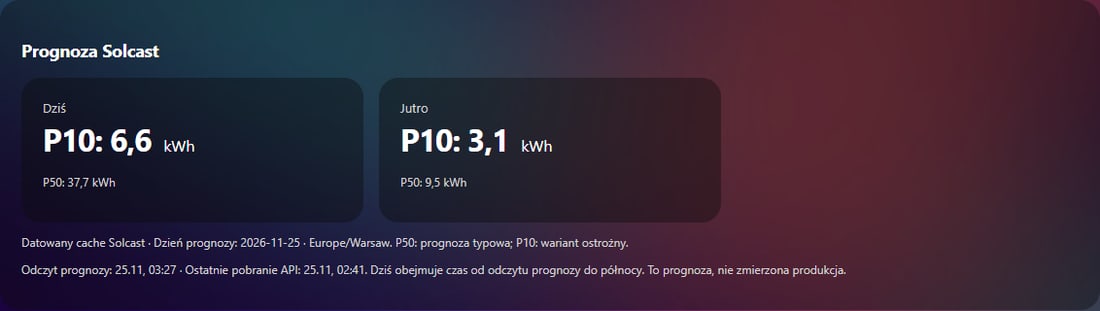 Prognoza Solcast
Dziś
P10: 6,6 kWh
P50: 37,7 kWh
Jutro
P10: 3,1 kWh
P50: 9,5 kWh
Datowany cache Solcast · Dzień prognozy: 2026-11-25 · Europe/Warsaw. P50: prognoza typowa; P10: wariant ostrożny.
Odczyt prognozy: 25.11, 03:27 · Ostatnie pobranie API: 25.11, 02:41. Dziś obejmuje czas od odczytu prognozy do północy. To prognoza, nie zmierzona produkcja.